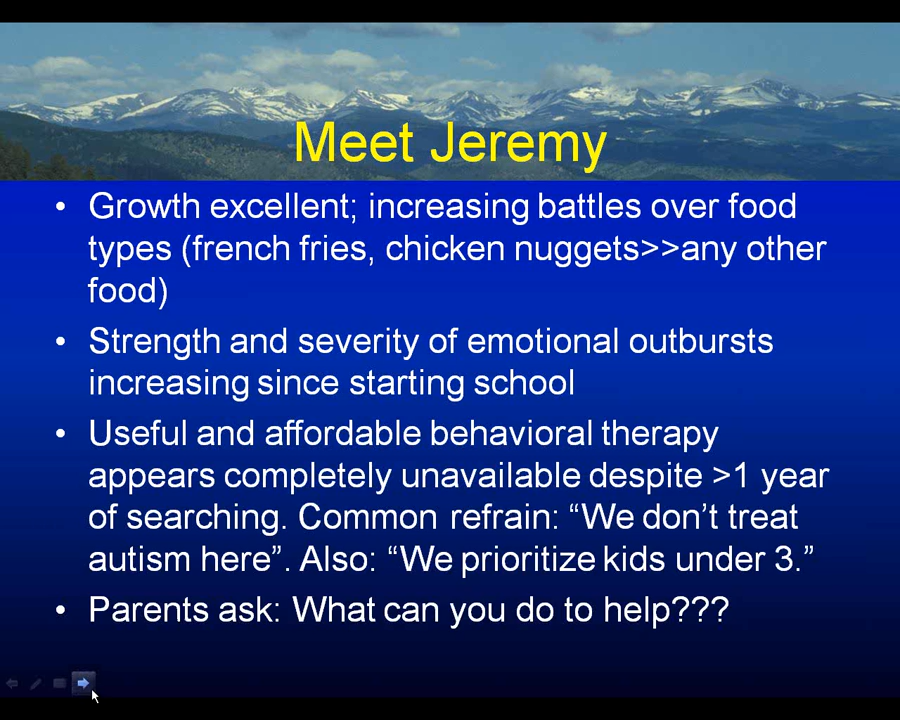 Meet Jeremy
• Growth excellent; increasing battles over food
types (french fries, chicken nuggets>>any other
food)
• Strength and severity of emotional outbursts
increasing since starting school
• Useful and affordable behavioral therapy
appears completely unavailable despite >1 year
of searching. Common refrain: “We don’t treat
autism here”. Also: “We prioritize kids under 3.”
• Parents ask: What can you do to help???